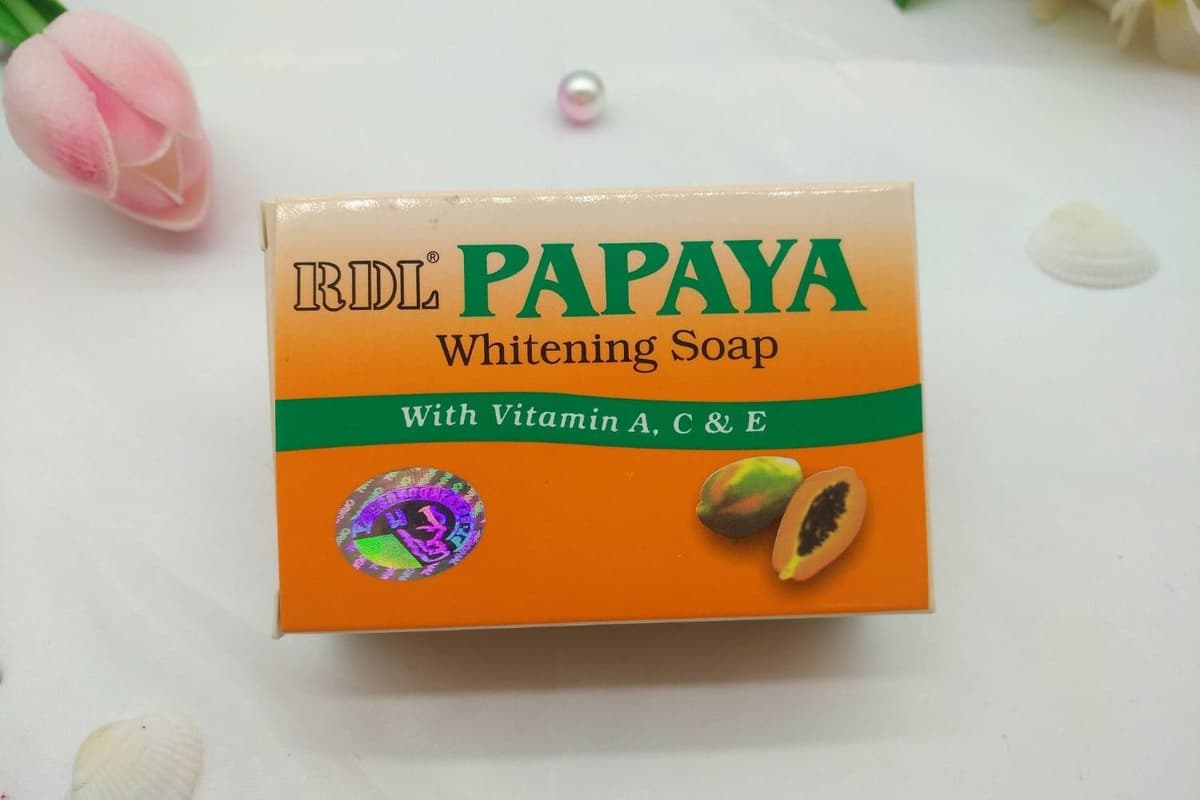 RDL® PAPAYA
Whitening Soap
With Vitamin A, C & E